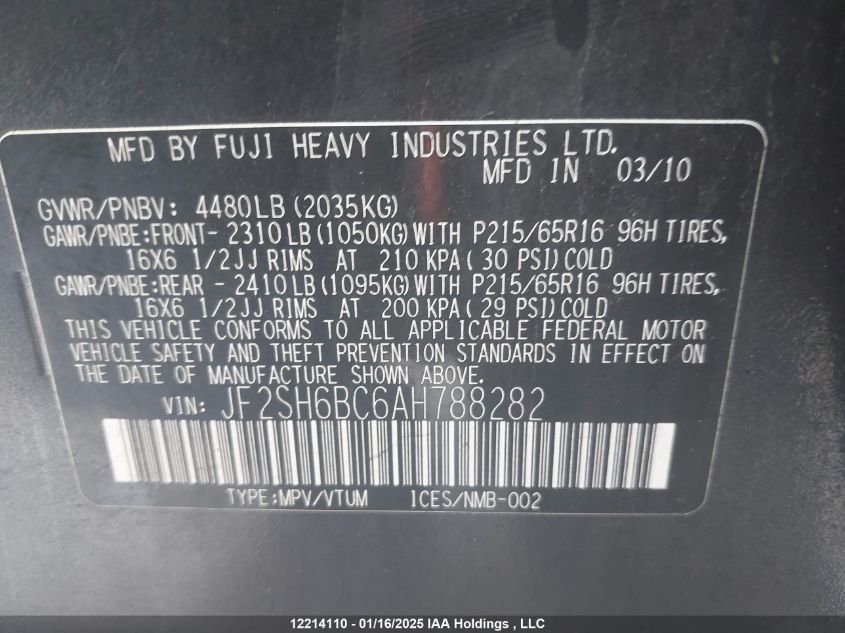 MFD BY FUJI HEAVY INDUSTRIES LTD.
MFD IN 03/10
GVWR/PNBV: 4480LB (2035KG)
GAWR/PNBE:FRONT- 2310LB (1050KG) WITH P215/65R16 96H TIRES,
16X6 1/2JJ RIMS AT 210 KPA( 30 PSI) COLD
GAWR/PNBE:REAR - 2410LB (1095KG) WITH P215/65R16 96H TIRES,
16X6 1/2JJ RIMS AT 200 KPA( 29 PSI) COLD
THIS VEHICLE CONFORMS TO ALL APPLICABLE FEDERAL MOTOR
VEHICLE SAFETY AND THEFT PREVENTION STANDARDS IN EFFECT ON
THE DATE OF MANUFACTURE SHOWN ABOVE.
VIN: JF2SH6BC6AH788282
TYPE:MPV/VTUM ICES/NMB-002
12214110 - 01/16/2025 IAA Holdings , LLC